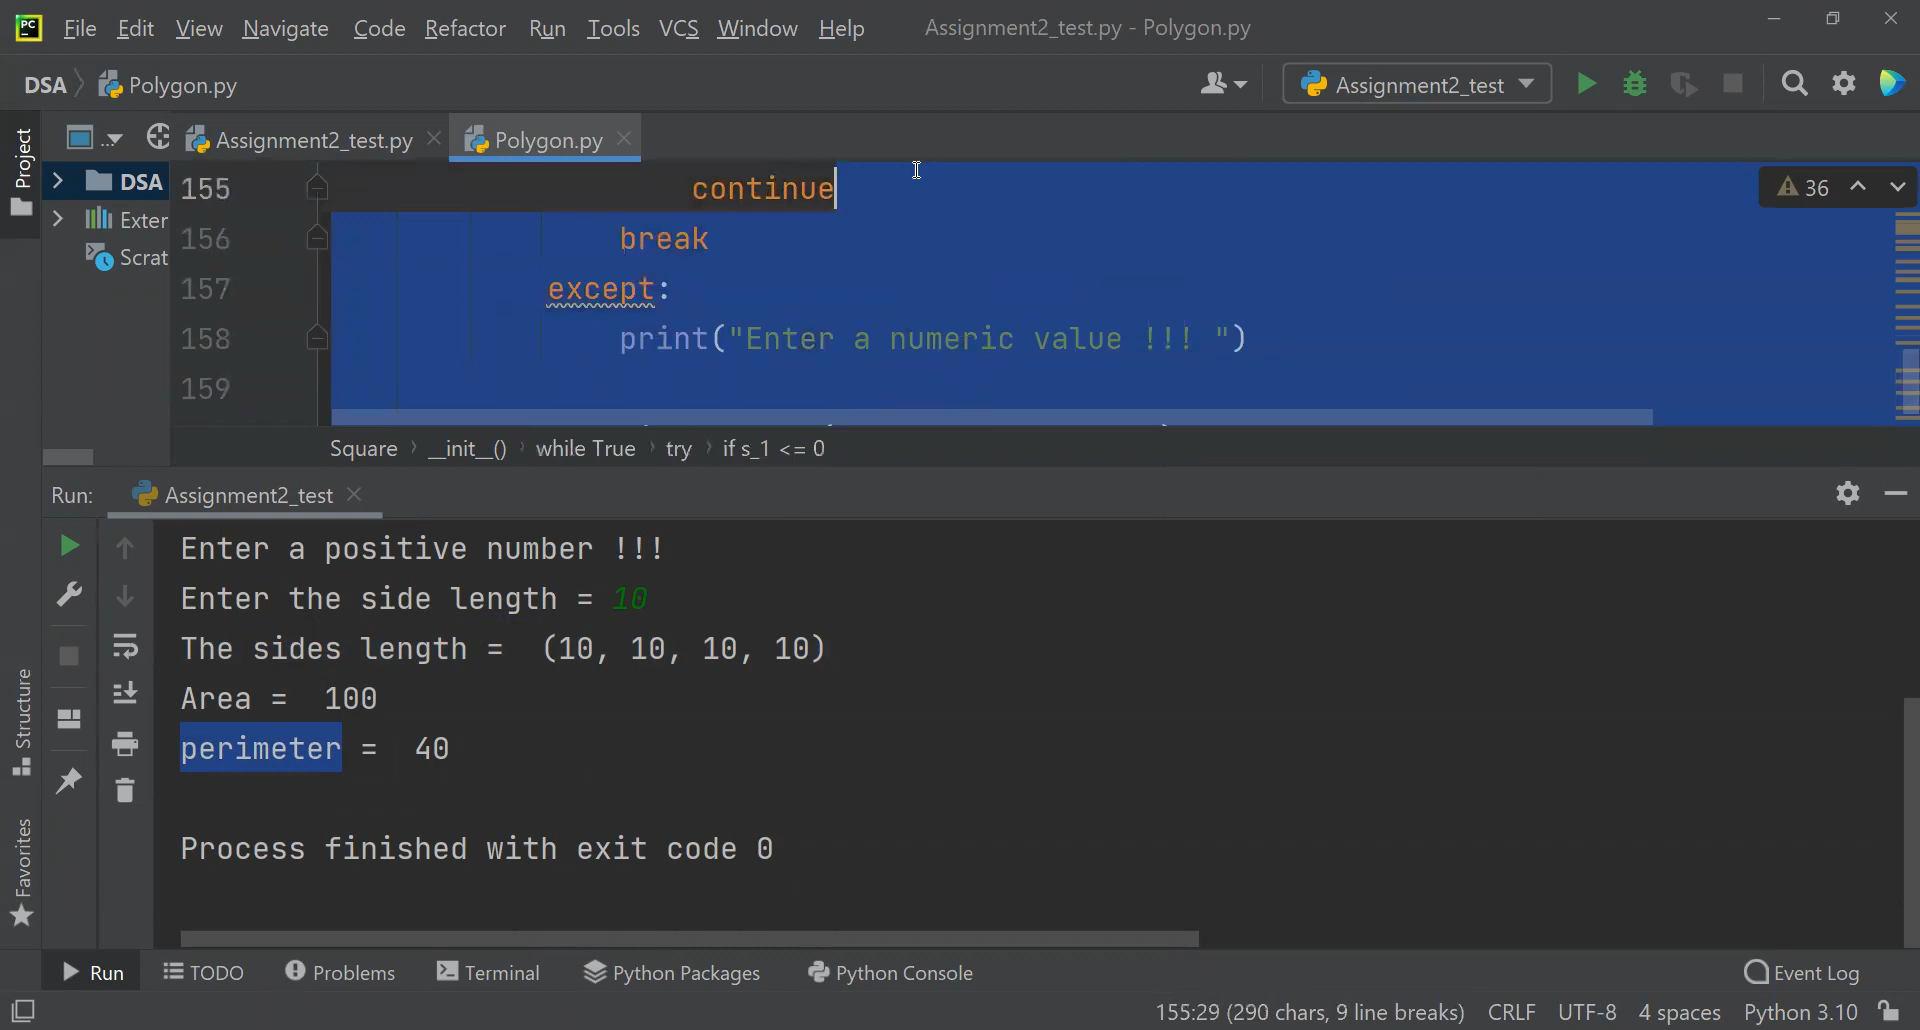 PC File Edit View Navigate Code Refactor Run Tools VCS Window Help Assignment2_test.py - Polygon.py
DSA Polygon.py Assignment2_test
... Assignment2_test.py Polygon.py
Project
DSA
Exter
Scrat
155 continue
156 break
157 except:
158 print("Enter a numeric value !!! ")
159
36
Square __init__() while True try if s_1 <= 0
Run: Assignment2_test
Enter a positive number !!!
Enter the side length = 10
The sides length =  (10, 10, 10, 10)
Area =  100
perimeter =  40
Process finished with exit code 0
Structure
Favorites
Run TODO Problems Terminal Python Packages Python Console Event Log
155:29 (290 chars, 9 line breaks) CRLF UTF-8 4 spaces Python 3.10